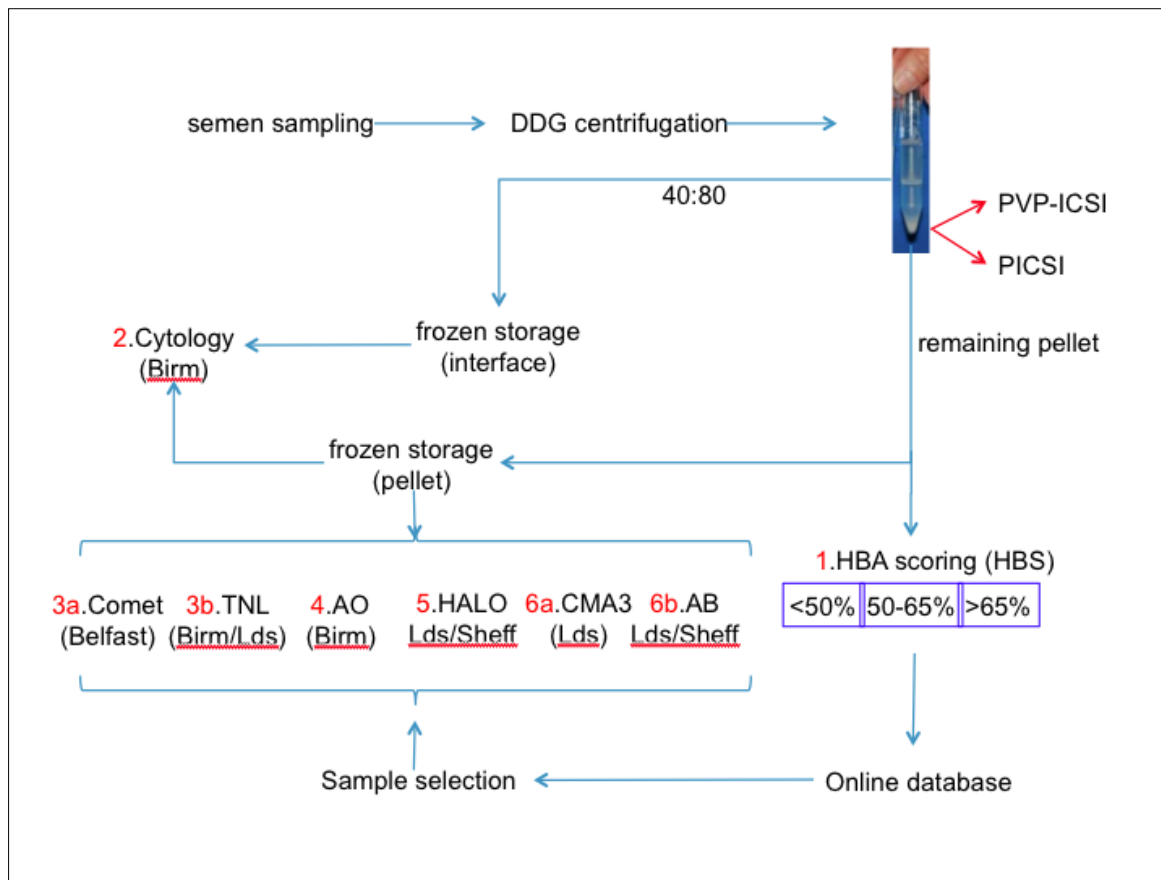 semen sampling
DDG centrifugation
40:80
PVP-ICSI
PICSI
frozen storage
(interface)
2.Cytology
(Birm)
remaining pellet
frozen storage
(pellet)
1.HBA scoring (HBS)
<50% 50-65% >65%
3a.Comet
(Belfast)
3b.TNL
(Birm/Lds)
4.AO
(Birm)
5.HALO
Lds/Sheff
6a.CMA3
(Lds)
6b.AB
Lds/Sheff
Sample selection
Online database